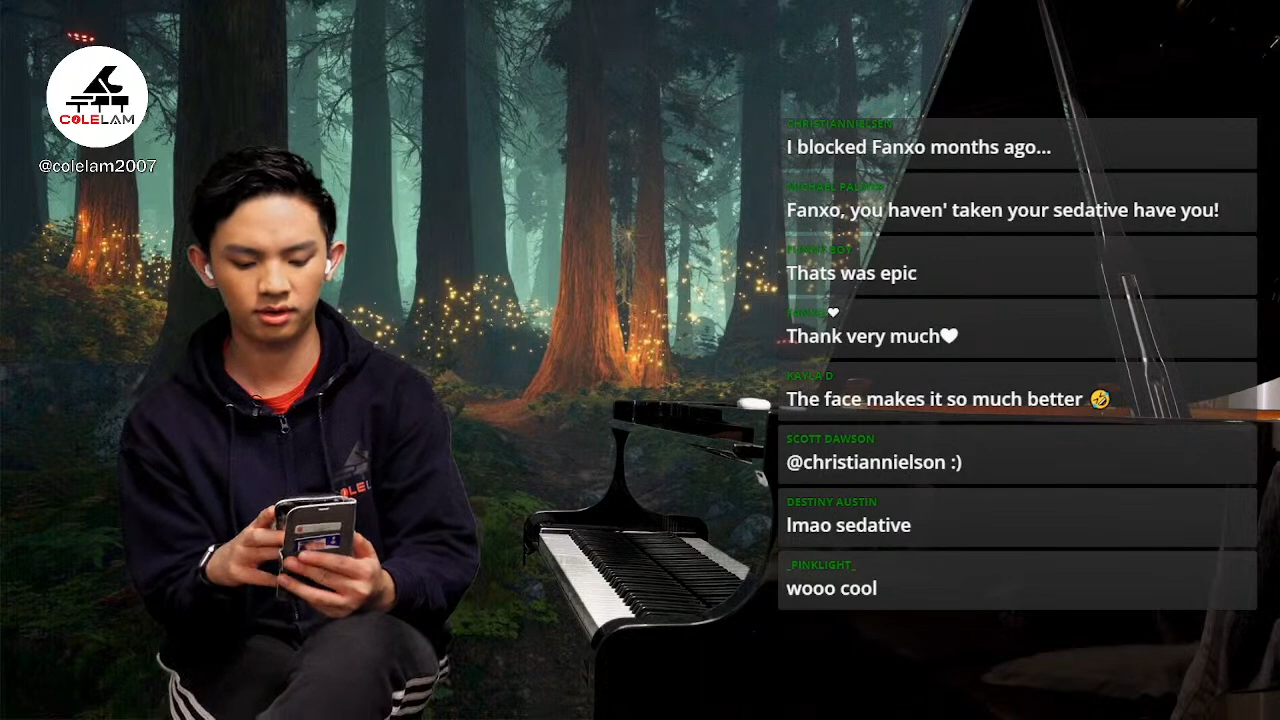 COLELAM
@colelam2007
CHRISTIANNIELSEN
I blocked Fanxo months ago...
MICHAEL
Fanxo, you haven' taken your sedative have you!
Thats was epic
Thank very much🤍
KAYLA D
The face makes it so much better 🤣
SCOTT DAWSON
@christiannielson :)
DESTINY AUSTIN
lmao sedative
_PINKLIGHT_
wooo cool